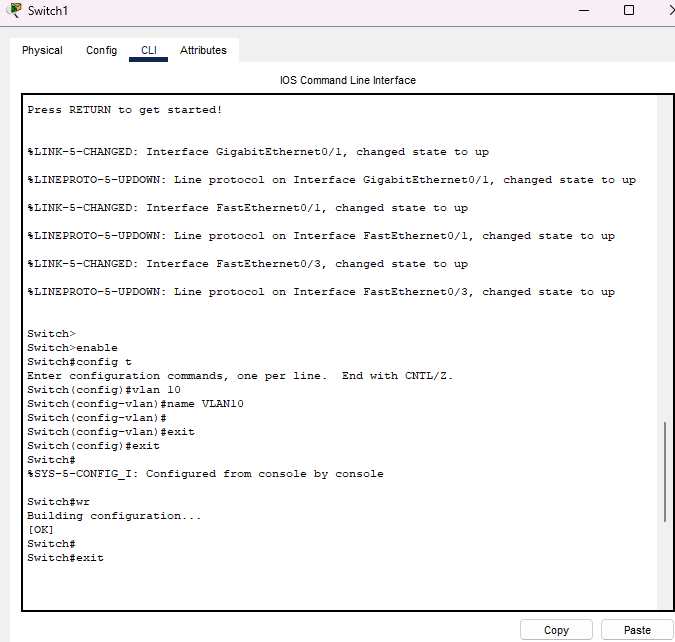 Switch1
Physical Config CLI Attributes
IOS Command Line Interface
Press RETURN to get started!
%LINK-5-CHANGED: Interface GigabitEthernet0/1, changed state to up
%LINEPROTO-5-UPDOWN: Line protocol on Interface GigabitEthernet0/1, changed state to up
%LINK-5-CHANGED: Interface FastEthernet0/1, changed state to up
%LINEPROTO-5-UPDOWN: Line protocol on Interface FastEthernet0/1, changed state to up
%LINK-5-CHANGED: Interface FastEthernet0/3, changed state to up
%LINEPROTO-5-UPDOWN: Line protocol on Interface FastEthernet0/3, changed state to up
Switch>
Switch>enable
Switch#config t
Enter configuration commands, one per line.  End with CNTL/Z.
Switch(config)#vlan 10
Switch(config-vlan)#name VLAN10
Switch(config-vlan)#
Switch(config-vlan)#exit
Switch(config)#exit
Switch#
%SYS-5-CONFIG_I: Configured from console by console
Switch#wr
Building configuration...
[OK]
Switch#
Switch#exit
Copy Paste